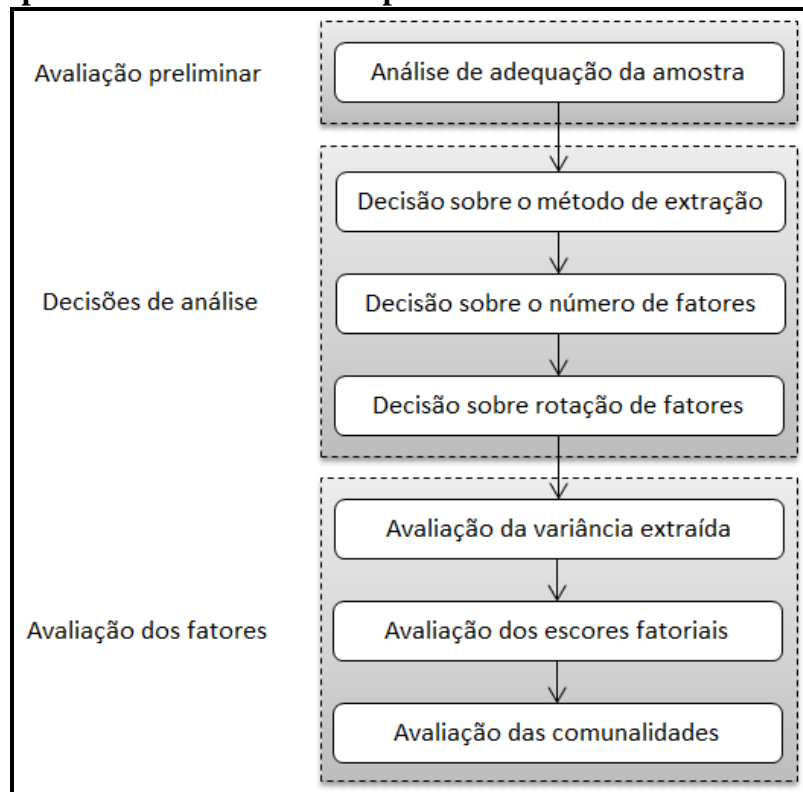 Avaliação preliminar
Análise de adequação da amostra
Decisões de análise
Decisão sobre o método de extração
Decisão sobre o número de fatores
Decisão sobre rotação de fatores
Avaliação dos fatores
Avaliação da variância extraída
Avaliação dos escores fatoriais
Avaliação das comunalidades